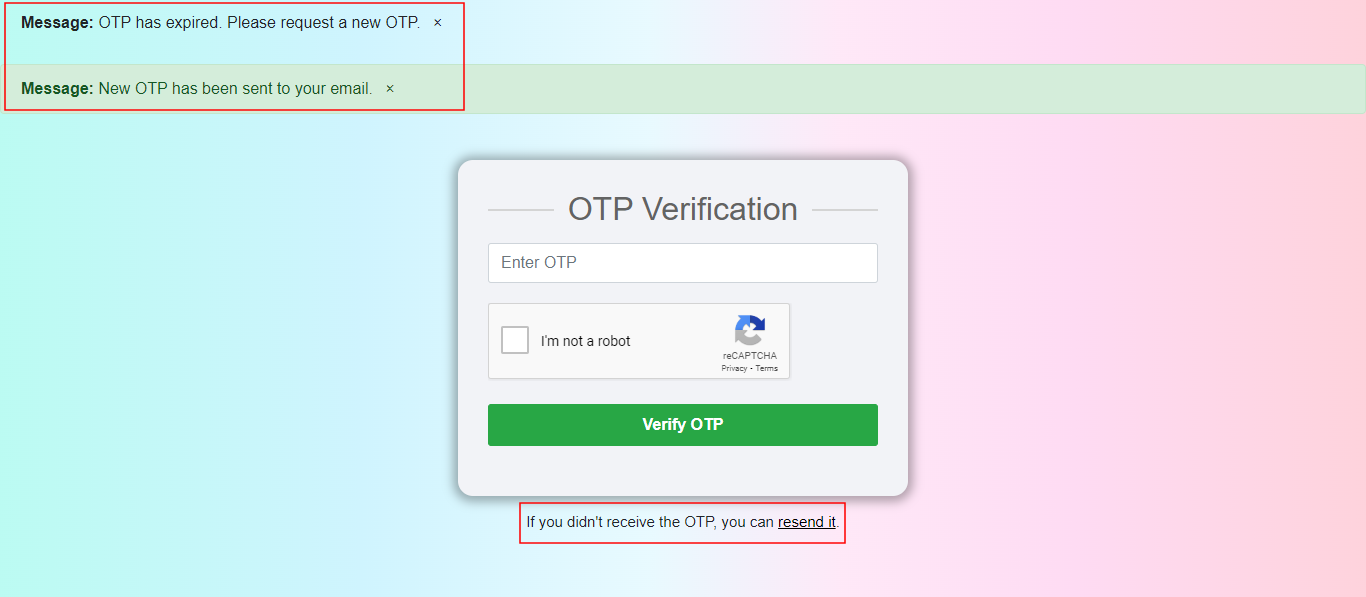 Message: OTP has expired. Please request a new OTP. ×
Message: New OTP has been sent to your email. ×
OTP Verification
Enter OTP
I'm not a robot
reCAPTCHA
Privacy - Terms
Verify OTP
If you didn't receive the OTP, you can resend it.